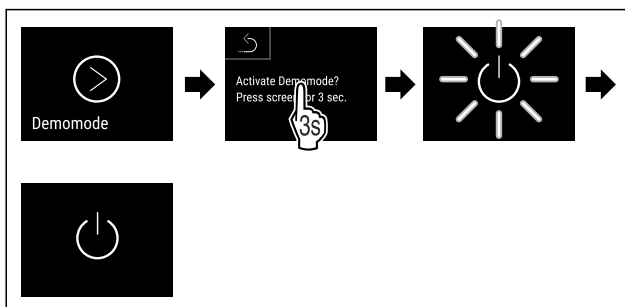 Demomode
Activate Demomode?
Press screen for 3 sec.
3s